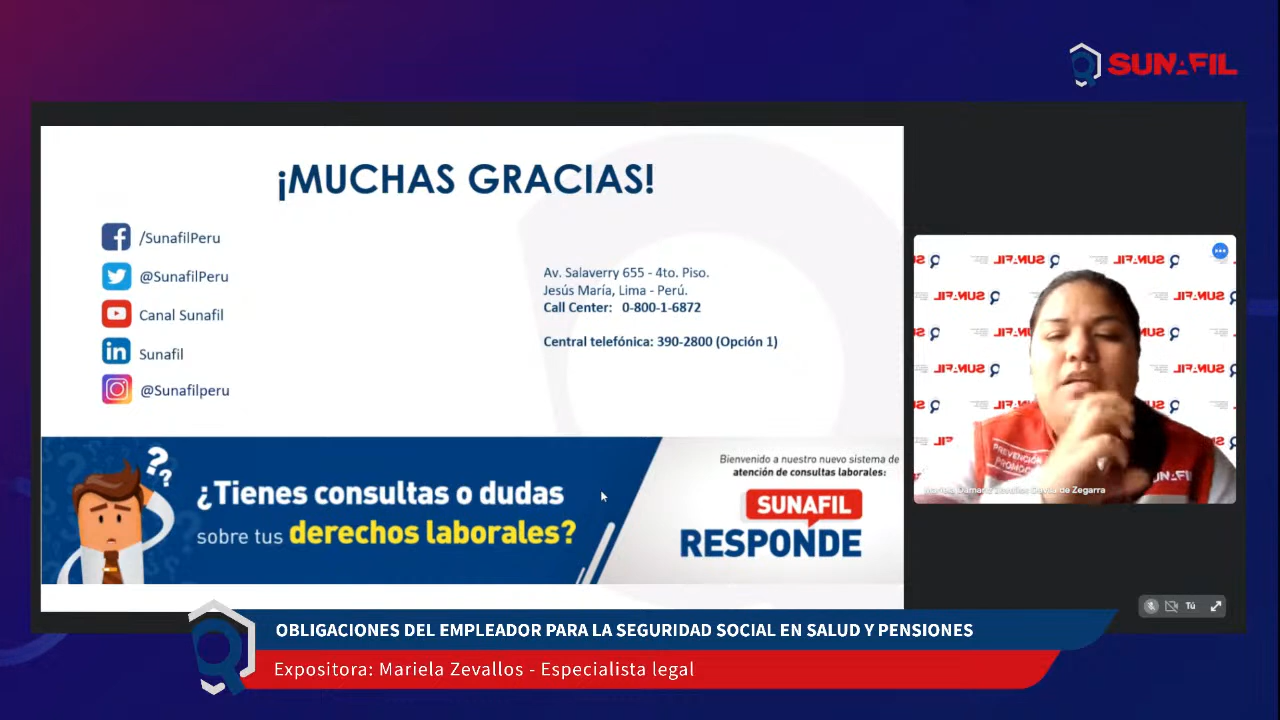 SUNAFIL
¡MUCHAS GRACIAS!
/SunafilPeru
@SunafilPeru
Canal Sunafil
Sunafil
@Sunafilperu
Av. Salaverry 655 - 4to. Piso.
Jesús María, Lima - Perú.
Call Center: 0-800-1-6872
Central telefónica: 390-2800 (Opción 1)
¿Tienes consultas o dudas
sobre tus derechos laborales?
Bienvenido a nuestro nuevo sistema de
atención de consultas laborales:
SUNAFIL
RESPONDE
PREVENCIÓN
de Zegarra
Tú
OBLIGACIONES DEL EMPLEADOR PARA LA SEGURIDAD SOCIAL EN SALUD Y PENSIONES
Expositora: Mariela Zevallos - Especialista legal